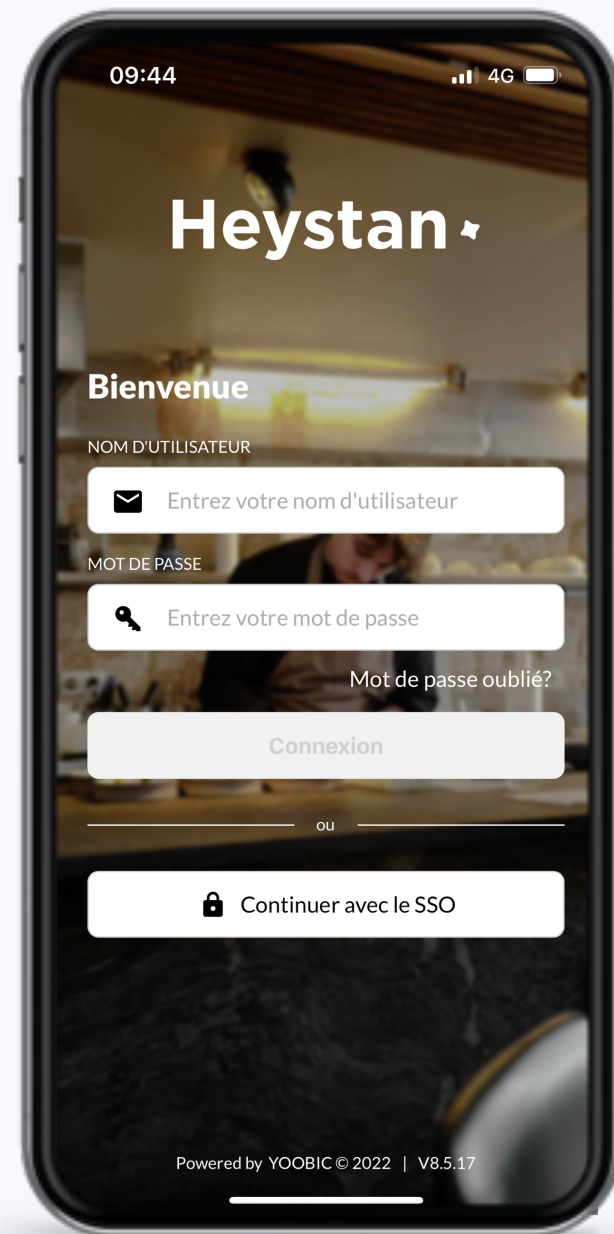 09:44
4G
Heystan
Bienvenue
NOM D'UTILISATEUR
Entrez votre nom d'utilisateur
MOT DE PASSE
Entrez votre mot de passe
Mot de passe oublié?
Connexion
ou
Continuer avec le SSO
Powered by YOOBIC © 2022 | V8.5.17